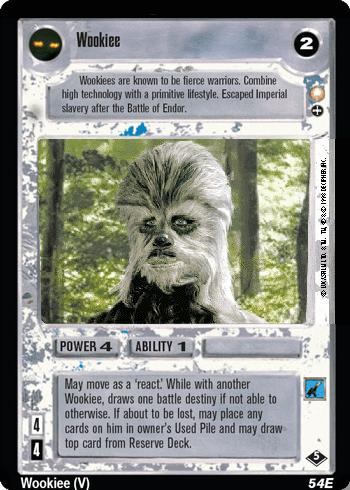 Wookiee
2
Wookiees are known to be fierce warriors. Combine
high technology with a primitive lifestyle. Escaped Imperial
slavery after the Battle of Endor.
POWER 4 ABILITY 1
May move as a 'react.' While with another
Wookiee, draws one battle destiny if not able to
otherwise. If about to be lost, may place any
cards on him in owner's Used Pile and may draw
top card from Reserve Deck.
4
4
5
Wookiee (V)
54E